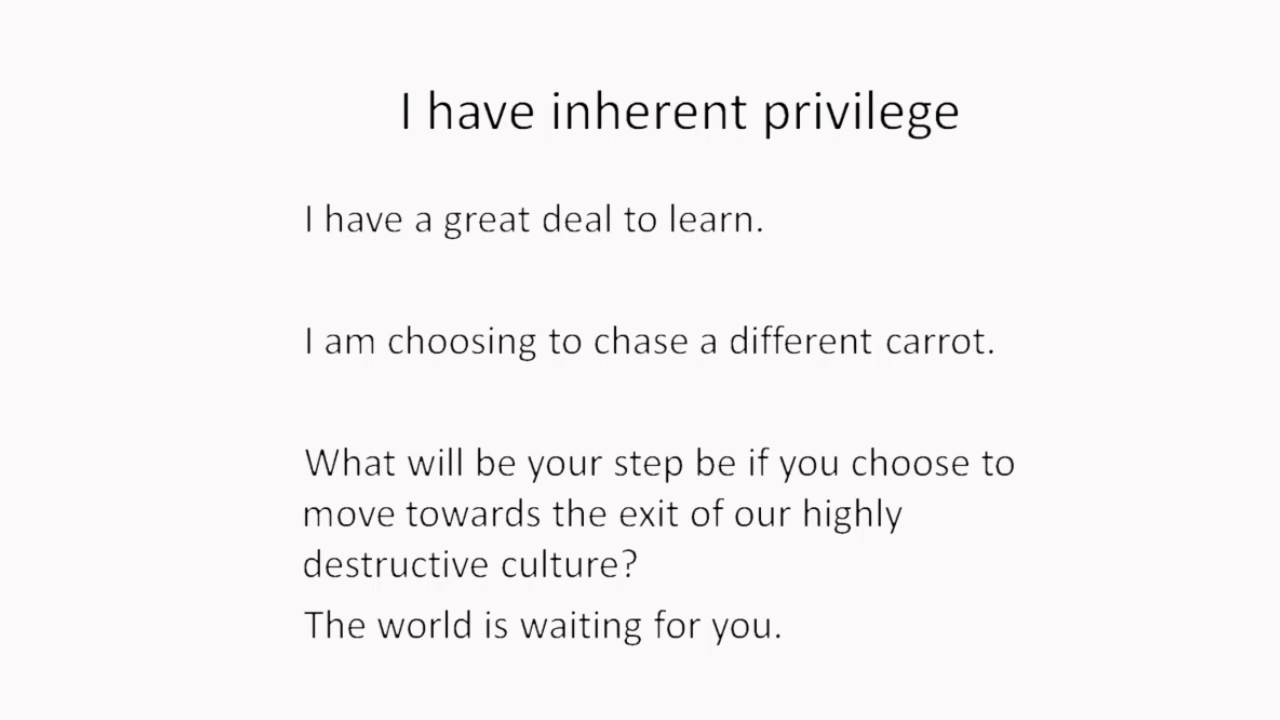 I have inherent privilege
I have a great deal to learn.
I am choosing to chase a different carrot.
What will be your step be if you choose to
move towards the exit of our highly
destructive culture?
The world is waiting for you.